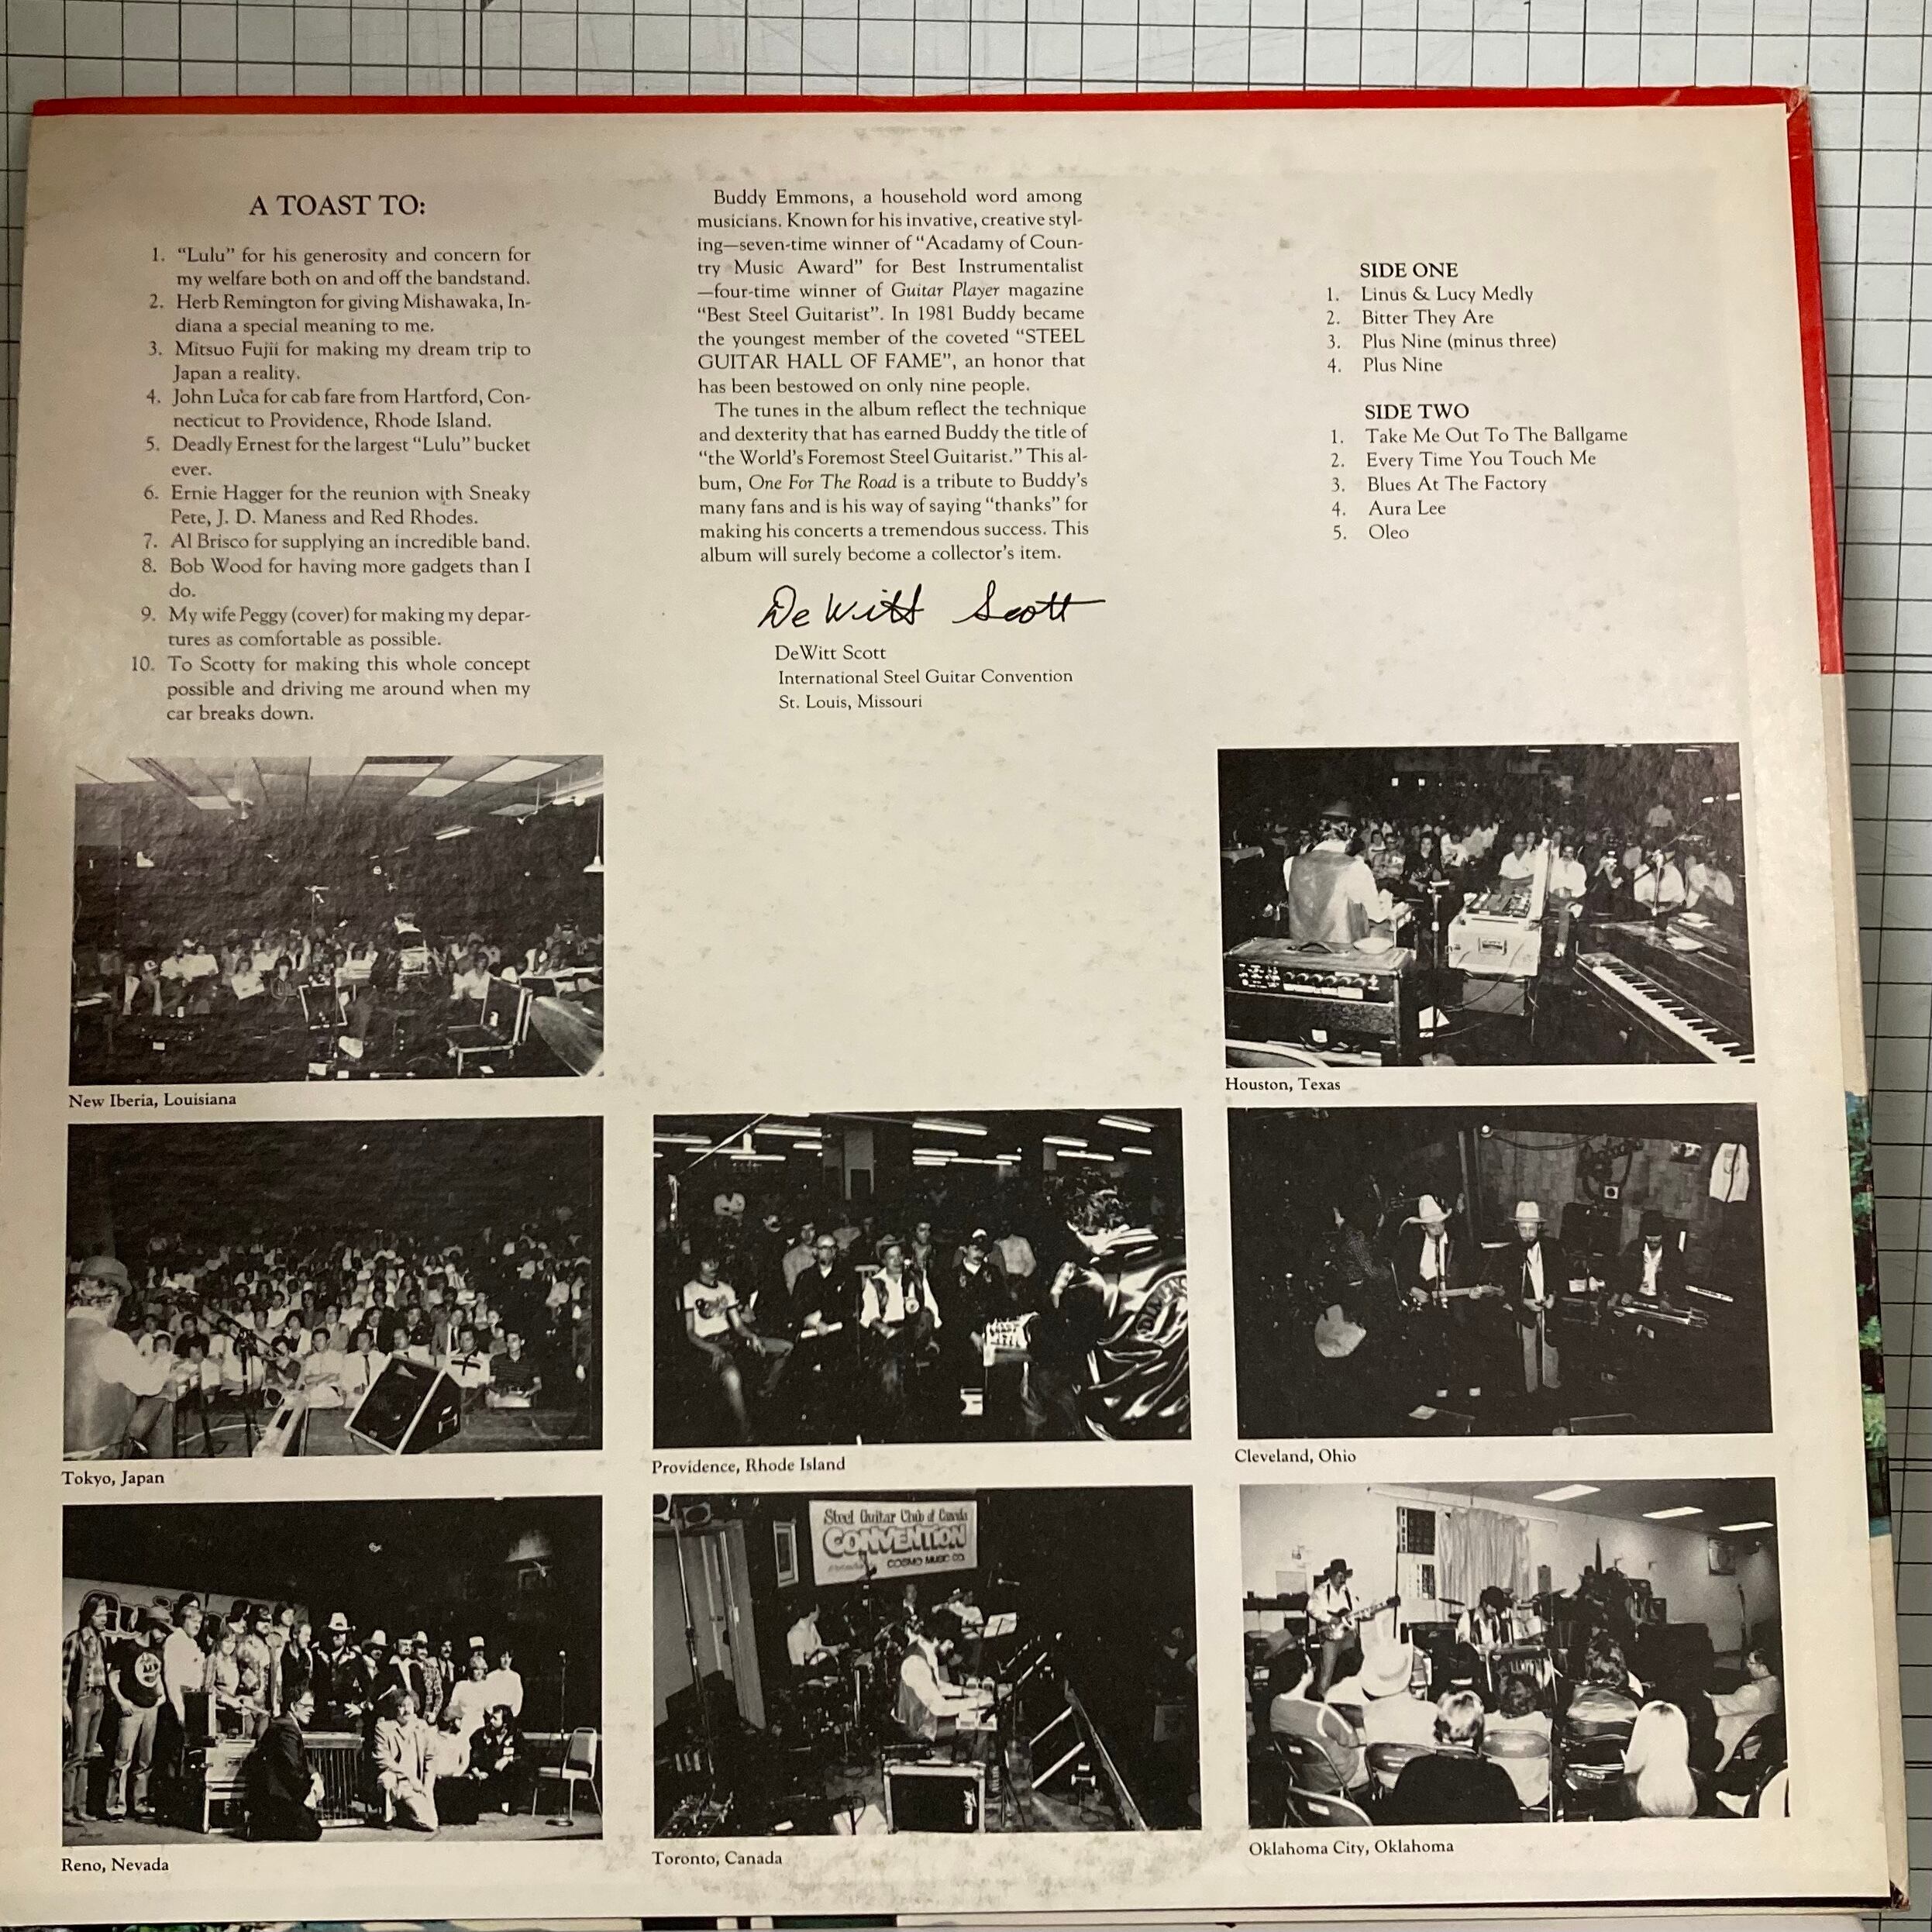 A TOAST TO:
1. “Lulu” for his generosity and concern for
my welfare both on and off the bandstand.
2. Herb Remington for giving Mishawaka, In-
diana a special meaning to me.
3. Mitsuo Fujii for making my dream trip to
Japan a reality.
4. John Luca for cab fare from Hartford, Con-
necticut to Providence, Rhode Island.
5. Deadly Ernest for the largest “Lulu” bucket
ever.
6. Ernie Hagger for the reunion with Sneaky
Pete, J. D. Maness and Red Rhodes.
7. Al Brisco for supplying an incredible band.
8. Bob Wood for having more gadgets than I
do.
9. My wife Peggy (cover) for making my depar-
tures as comfortable as possible.
10. To Scotty for making this whole concept
possible and driving me around when my
car breaks down.
Buddy Emmons, a household word among
musicians. Known for his invative, creative styl-
ing—seven-time winner of “Acadamy of Coun-
try Music Award” for Best Instrumentalist
—four-time winner of Guitar Player magazine
“Best Steel Guitarist”. In 1981 Buddy became
the youngest member of the coveted “STEEL
GUITAR HALL OF FAME”, an honor that
has been bestowed on only nine people.
The tunes in the album reflect the technique
and dexterity that has earned Buddy the title of
“the World’s Foremost Steel Guitarist.” This al-
bum, One For The Road is a tribute to Buddy’s
many fans and is his way of saying “thanks” for
making his concerts a tremendous success. This
album will surely become a collector’s item.
DeWitt Scott
DeWitt Scott
International Steel Guitar Convention
St. Louis, Missouri
SIDE ONE
1. Linus & Lucy Medly
2. Bitter They Are
3. Plus Nine (minus three)
4. Plus Nine
SIDE TWO
1. Take Me Out To The Ballgame
2. Every Time You Touch Me
3. Blues At The Factory
4. Aura Lee
5. Oleo
New Iberia, Louisiana
Houston, Texas
Tokyo, Japan
Providence, Rhode Island
Cleveland, Ohio
Steel Guitar Club of Canada
CONVENTION
COSMO MUSIC CO.
Reno, Nevada
Toronto, Canada
Oklahoma City, Oklahoma